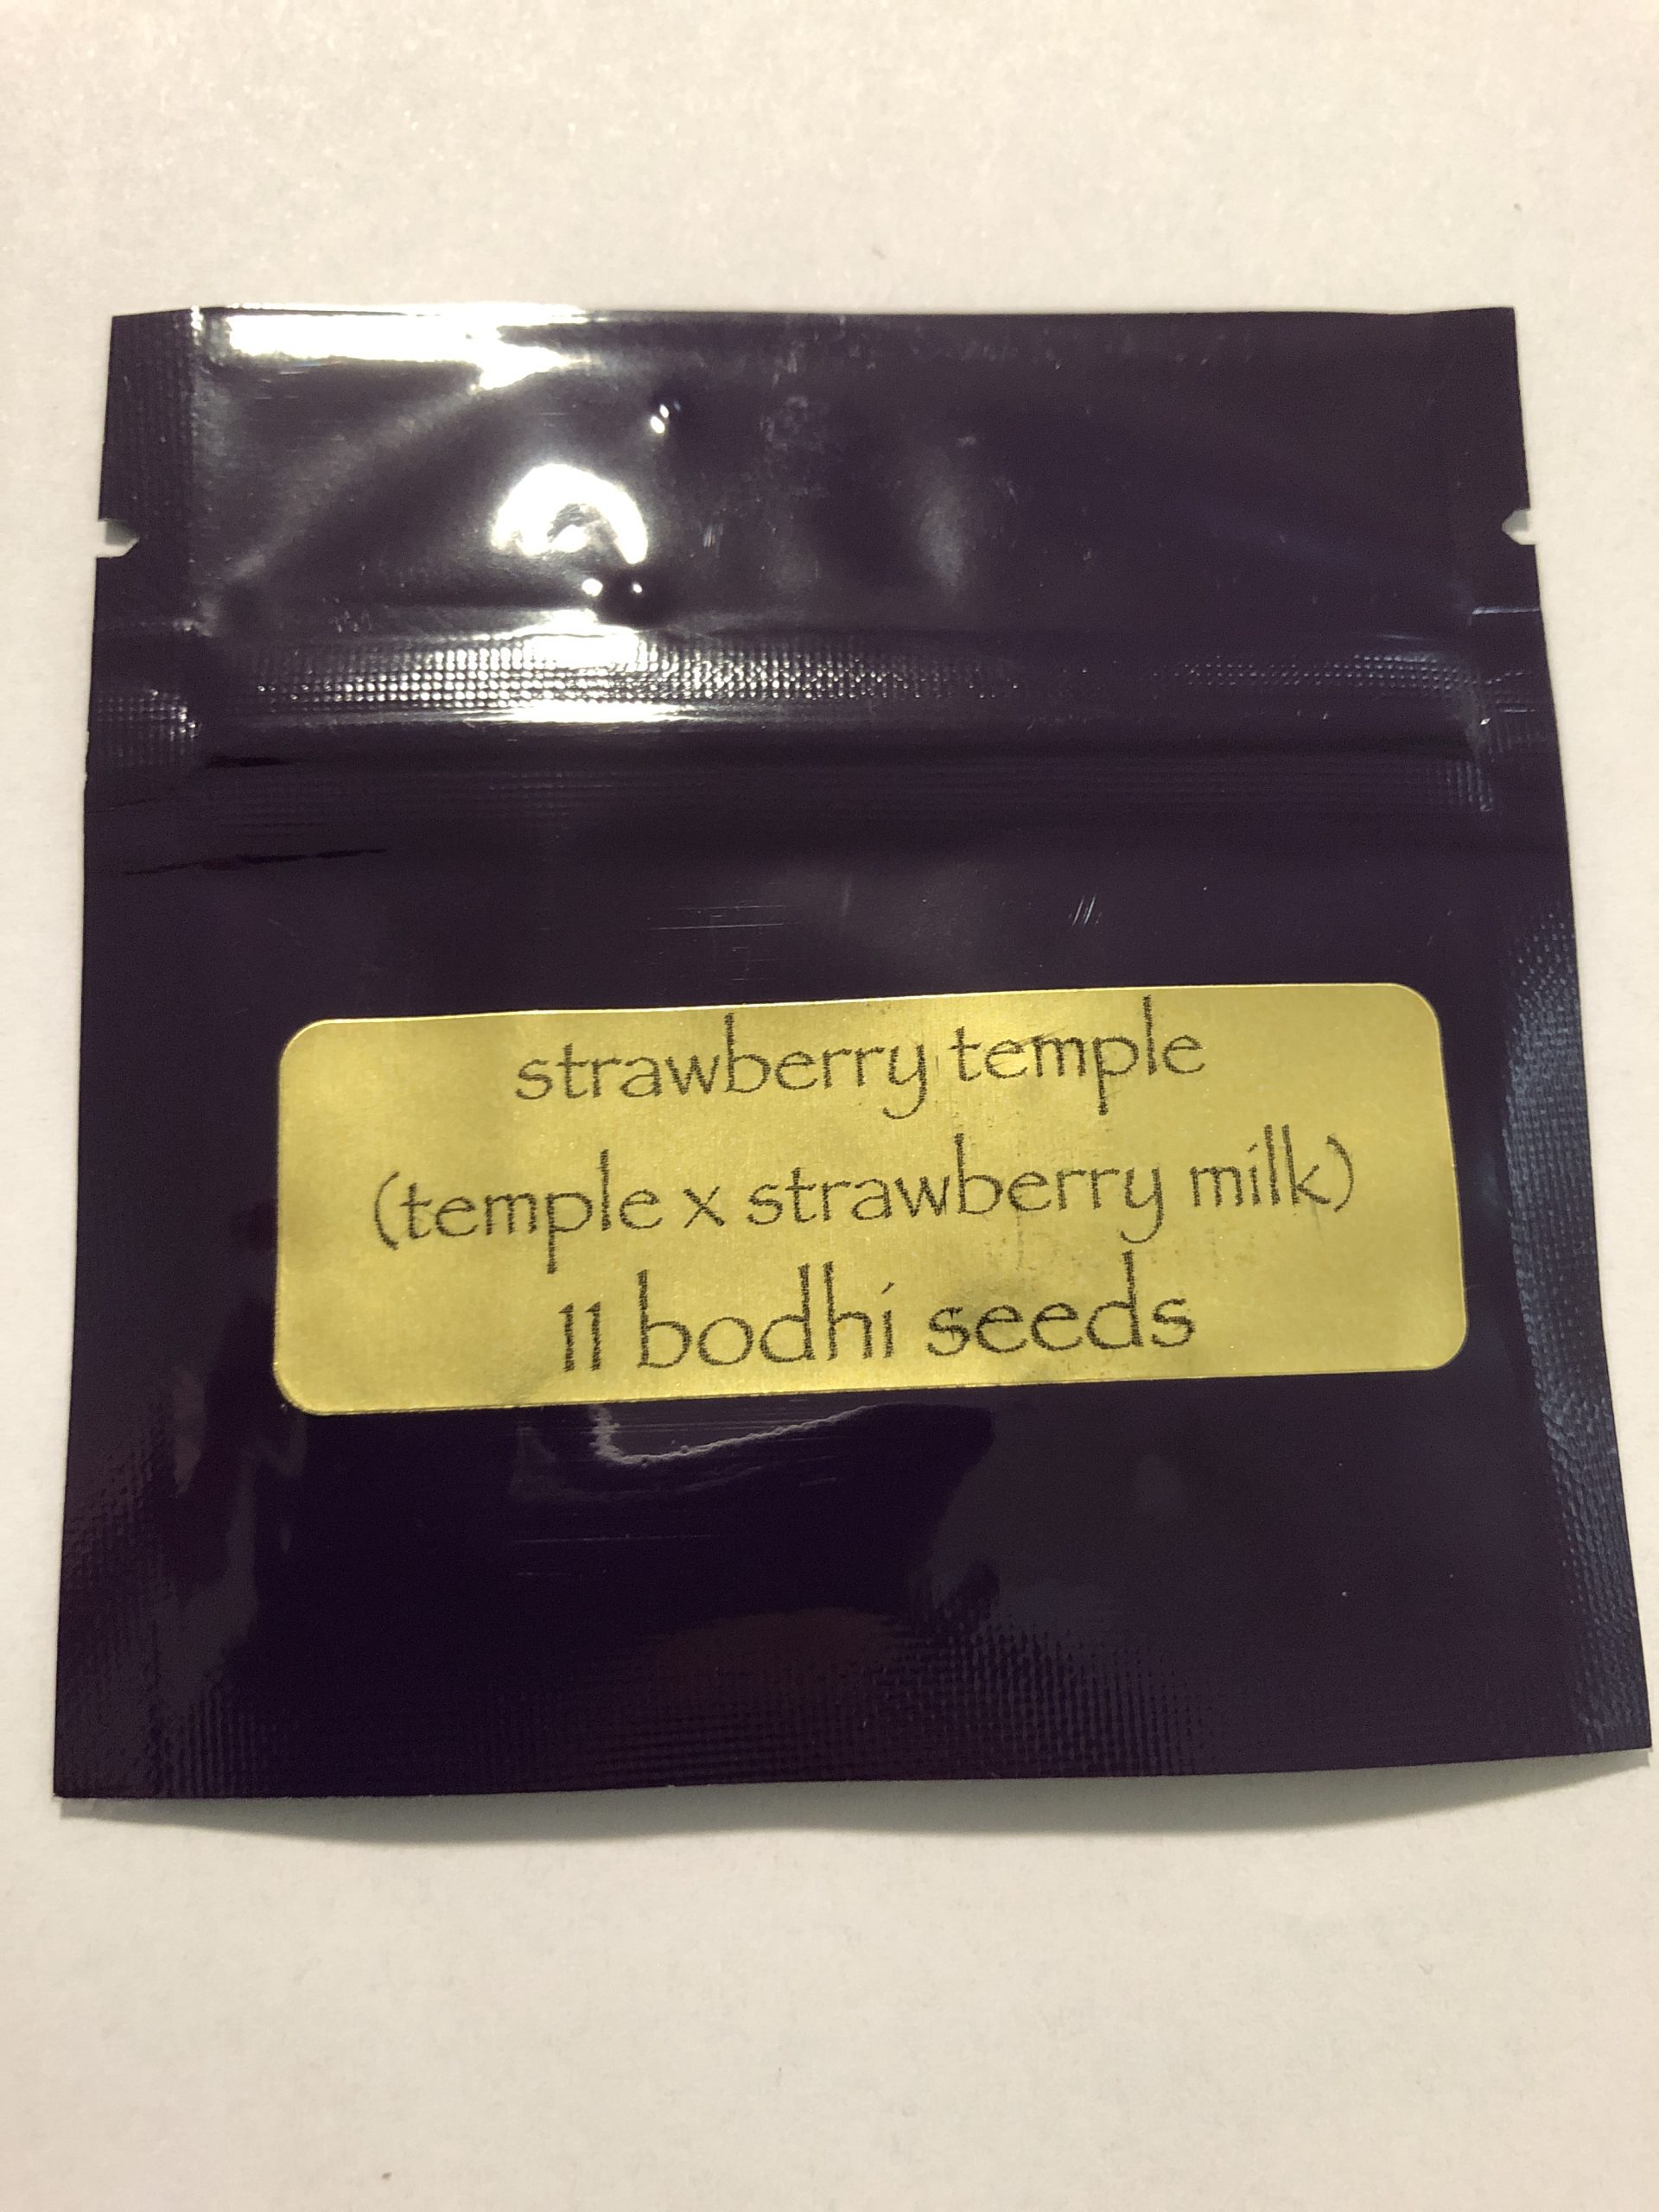 strawberry temple
(temple x strawberry milk)
11 bodhi seeds